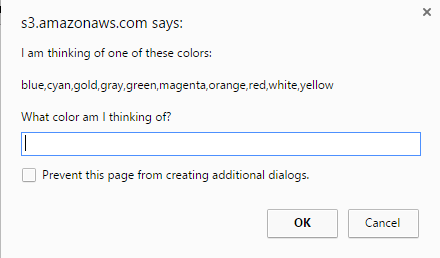 s3.amazonaws.com says:
I am thinking of one of these colors:
blue,cyan,gold,gray,green,magenta,orange,red,white,yellow
What color am I thinking of?
Prevent this page from creating additional dialogs.
OK Cancel